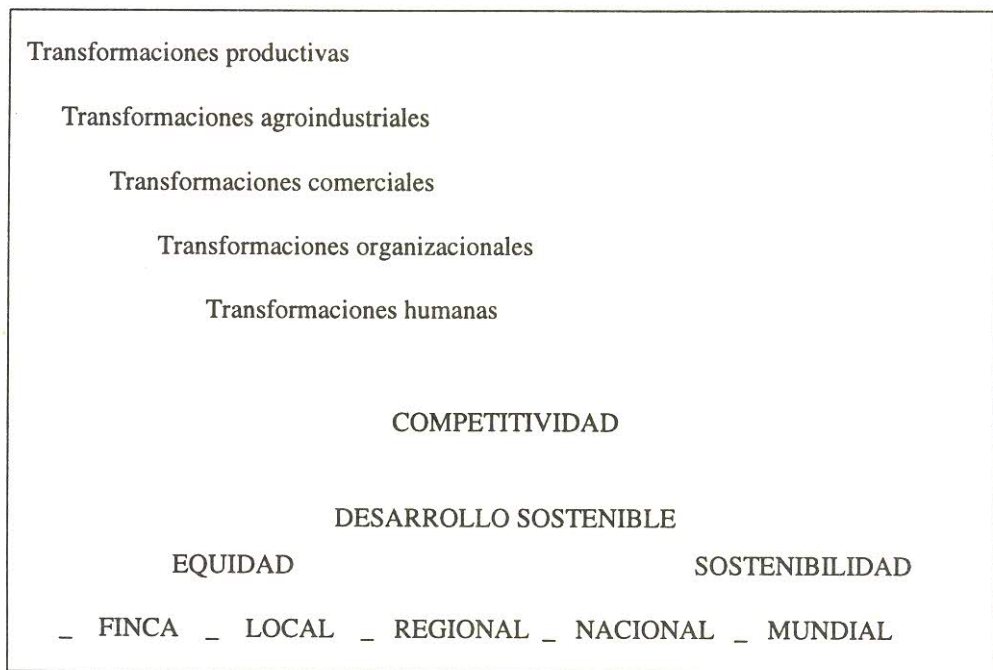 Transformaciones productivas
Transformaciones agroindustriales
Transformaciones comerciales
Transformaciones organizacionales
Transformaciones humanas
COMPETITIVIDAD
DESARROLLO SOSTENIBLE
EQUIDAD SOSTENIBILIDAD
_ FINCA _ LOCAL _ REGIONAL _ NACIONAL _ MUNDIAL